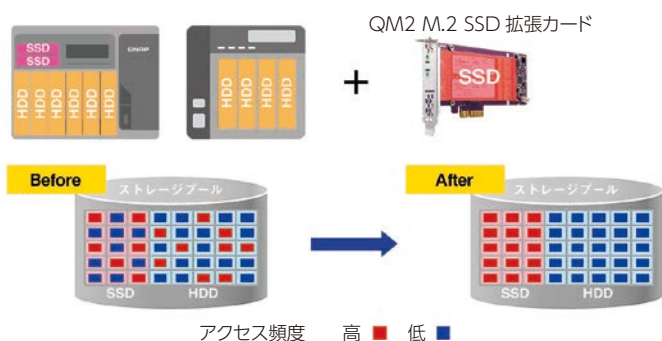 QM2 M.2 SSD 拡張カード
SSD
SSD
QNAP
HDD HDD HDD HDD HDD HDD
HDD HDD HDD HDD
+
SSD
Before
ストレージプール
SSD HDD
After
ストレージプール
SSD HDD
アクセス頻度 高 低